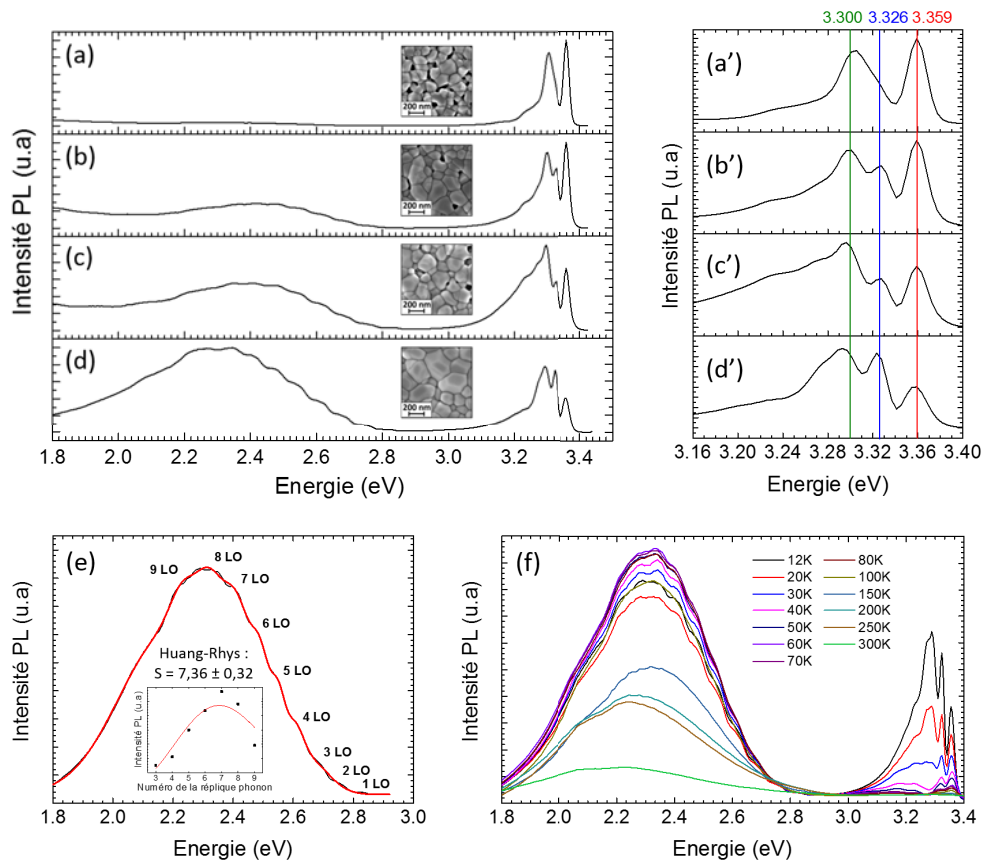 3.300 3.326 3.359
(a)
200 nm
(b)
200 nm
(c)
200 nm
(d)
200 nm
Intensité PL (u.a)
1.8 2.0 2.2 2.4 2.6 2.8 3.0 3.2 3.4
Energie (eV)
(a')
(b')
(c')
(d')
Intensité PL (u.a)
3.16 3.20 3.24 3.28 3.32 3.36 3.40
Energie (eV)
(e)
8 LO
9 LO
7 LO
6 LO
Huang-Rhys :
S = 7,36 ± 0,32
5 LO
4 LO
3 LO
2 LO
1 LO
Intensité PL (u.a)
3 4 5 6 7 8 9
Numéro de la réplique phonon
Intensité PL (u.a)
1.8 2.0 2.2 2.4 2.6 2.8 3.0
Energie (eV)
(f)
12K 80K
20K 100K
30K 150K
40K 200K
50K 250K
60K 300K
70K
Intensité PL (u.a)
1.8 2.0 2.2 2.4 2.6 2.8 3.0 3.2 3.4
Energie (eV)